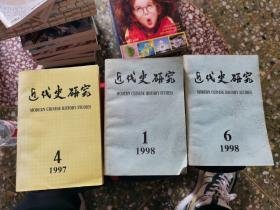 近代史研究
MODERN CHINESE HISTORY STUDIES
4
1997
近代史研究
MODERN CHINESE HISTORY STUDIES
1
1998
近代史研究
MODERN CHINESE HISTORY STUDIES
6
1998